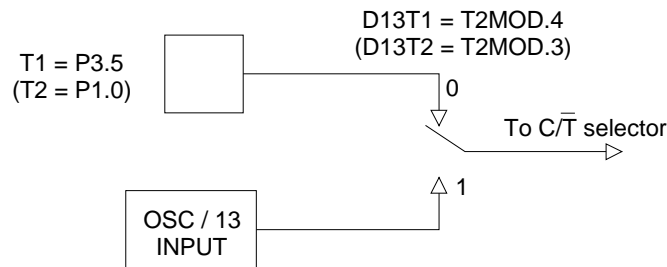 D13T1 = T2MOD.4
(D13T2 = T2MOD.3)
T1 = P3.5
(T2 = P1.0)
0
To C/T̅ selector
1
OSC / 13
INPUT